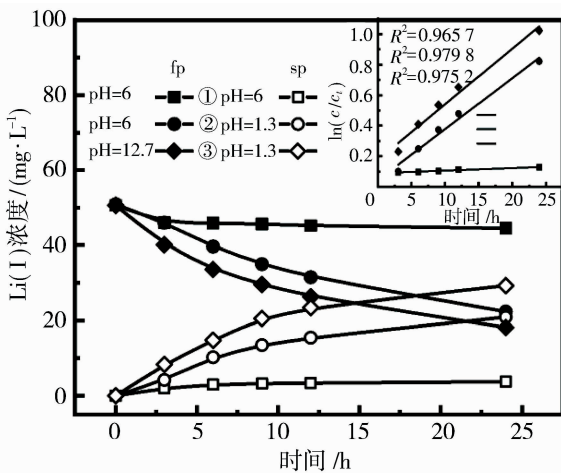 100
80
60
40
20
0
Li(Ⅰ)浓度/(mg·L⁻¹)
fp sp
pH=6 ① pH=6
pH=6 ② pH=1.3
pH=12.7 ③ pH=1.3
R²=0.965 7
R²=0.979 8
R²=0.975 2
1.0
0.8
0.6
0.4
0.2
ln(c/cₜ)
0 5 10 15 20 25
时间/h
0 5 10 15 20 25
时间/h